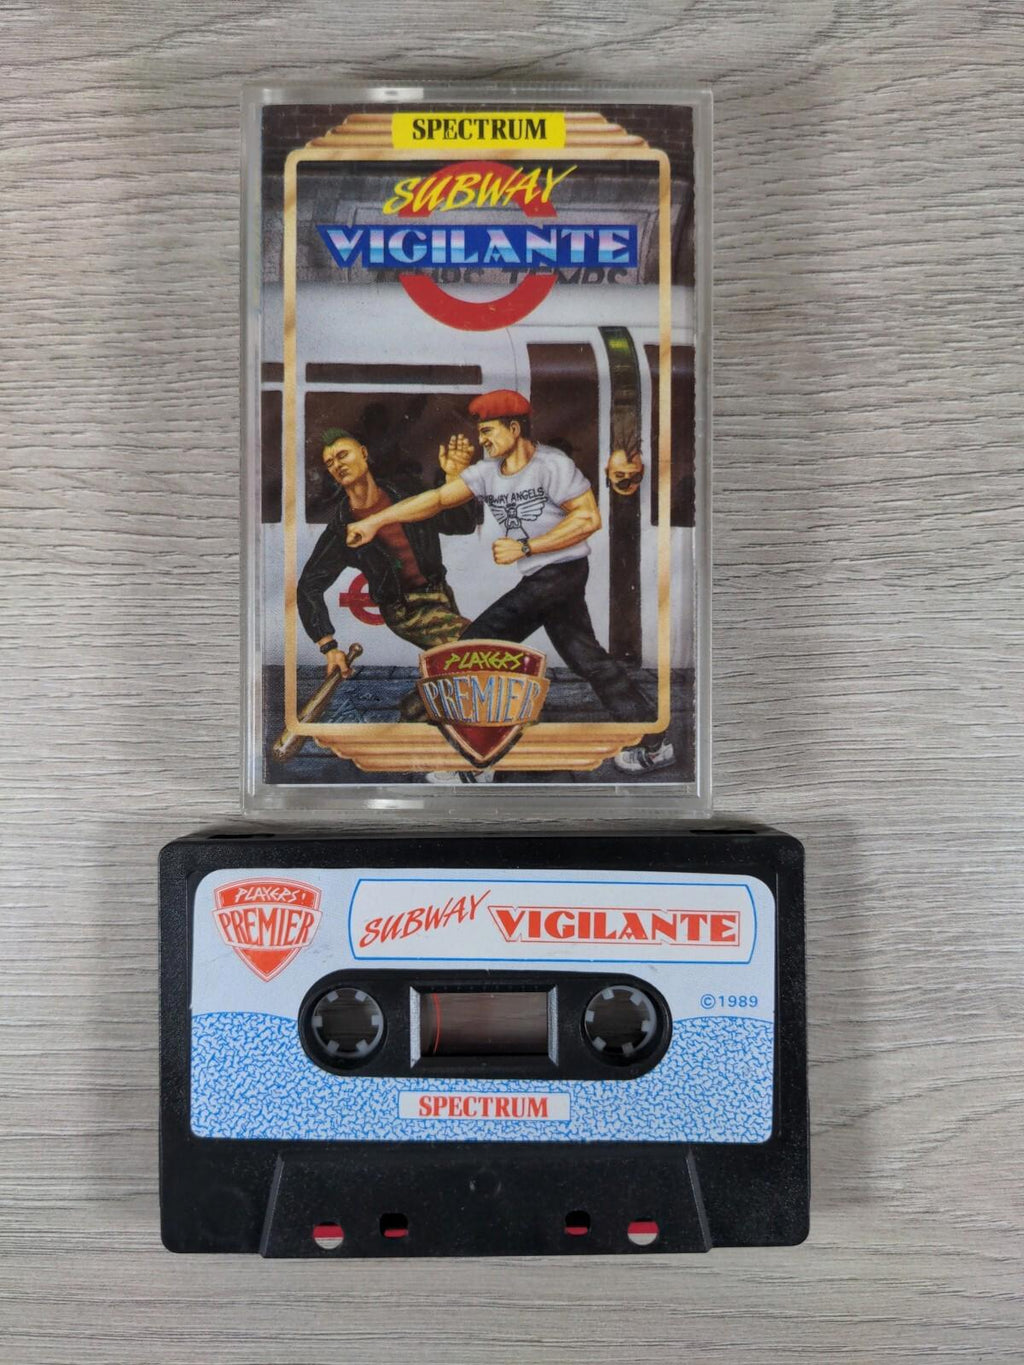 SPECTRUM
SUBWAY
VIGILANTE
SUBWAY ANGELS
PLAYERS
PREMIER
PLAYERS'
PREMIER
SUBWAY VIGILANTE
©1989
SPECTRUM